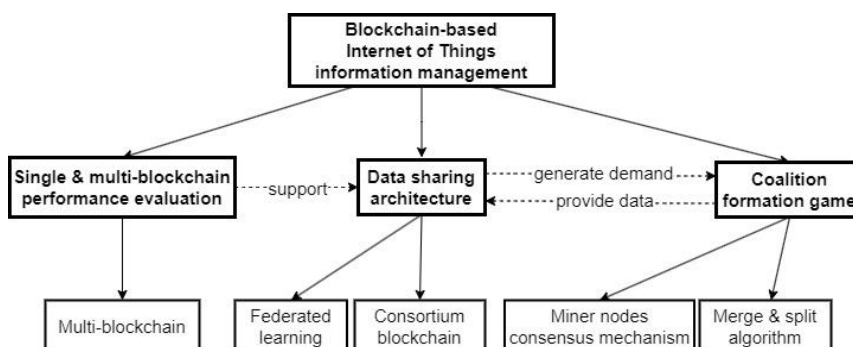 Blockchain-based
Internet of Things
information management
Single & multi-blockchain
performance evaluation
support
Data sharing
architecture
generate demand
provide data
Coalition
formation game
Multi-blockchain
Federated
learning
Consortium
blockchain
Miner nodes
consensus mechanism
Merge & split
algorithm